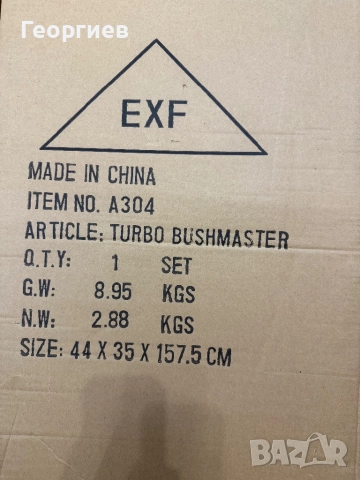 Георгиев
EXF
MADE IN CHINA
ITEM NO. A304
ARTICLE: TURBO BUSHMASTER
Q.T.Y: 1 SET
G.W: 8.95 KGS
N.W: 2.88 KGS
SIZE: 44 X 35 X 157.5 CM
BAZAR